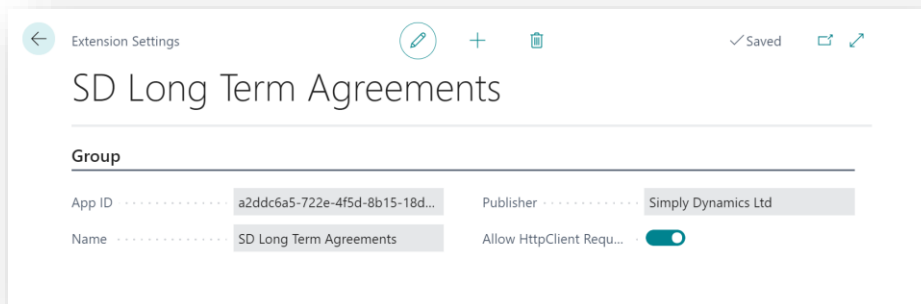 Extension Settings
Saved
SD Long Term Agreements
Group
App ID
a2ddc6a5-722e-4f5d-8b15-18d...
Publisher
Simply Dynamics Ltd
Name
SD Long Term Agreements
Allow HttpClient Requ...